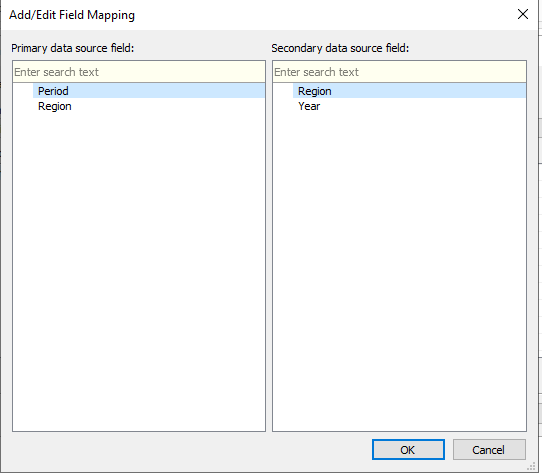 Add/Edit Field Mapping
Primary data source field:
Secondary data source field:
Enter search text
Enter search text
Period
Region
Region
Year
OK
Cancel